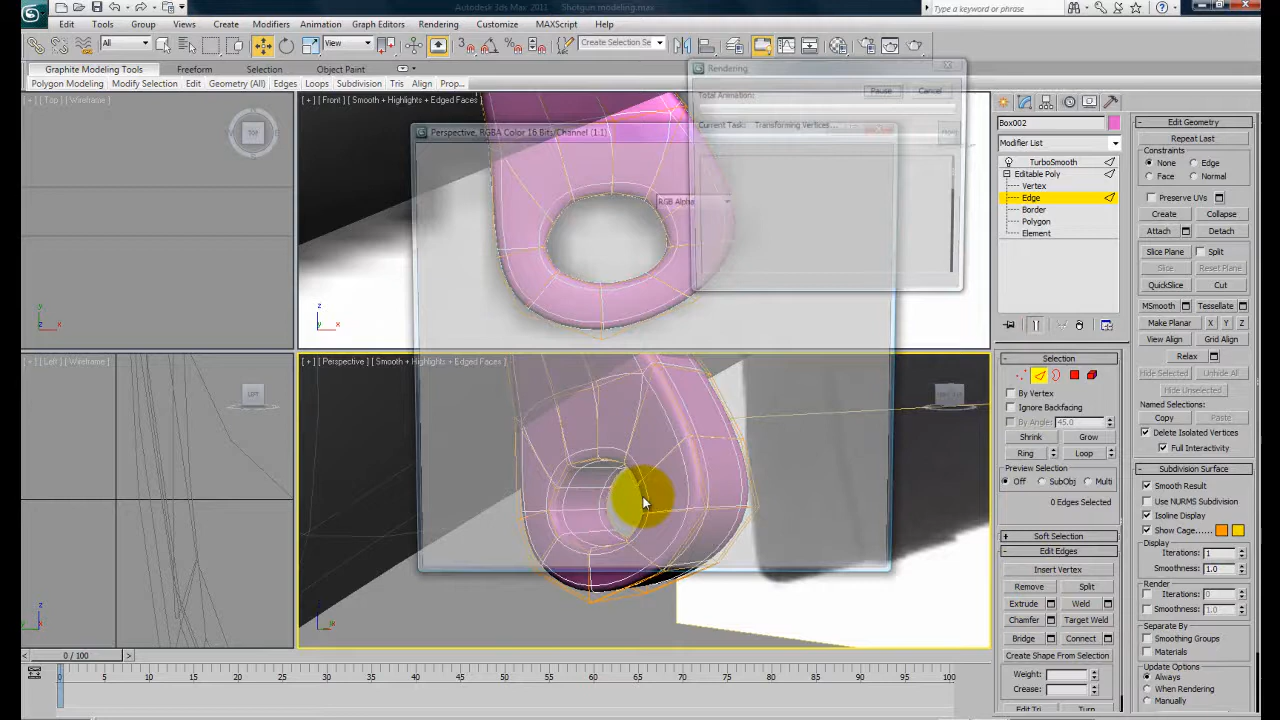 Autodesk 3ds Max 2011 Shotgun modeling.max
Type a keyword or phrase
Edit Tools Group Views Create Modifiers Animation Graph Editors Rendering Customize MAXScript Help
All View Create Selection Se
Graphite Modeling Tools Freeform Selection Object Paint
Polygon Modeling Modify Selection Edit Geometry (All) Edges Loops Tris Align Prop...
[ + ] [ Top ] [ Wireframe ]
TOP
[ + ] [ Front ] [ Smooth + Highlights + Edged Faces ]
Rendering
Total Animation:
Pause Cancel
Current Task: Transforming Vertices...
Perspective, RGBA Color 16 Bits/Channel (1:1)
RGB Alpha
[ + ] [ Left ] [ Wireframe ]
LEFT
[ + ] [ Perspective ] [ Smooth + Highlights + Edged Faces ]
y
x
z
x
z
y
z
Box002
Modifier List
TurboSmooth
Editable Poly
Vertex
Edge
Border
Polygon
Element
Selection
By Vertex
Ignore Backfacing
By Angle: 45.0
Shrink Grow
Ring Loop
Preview Selection
Off SubObj Multi
0 Edges Selected
Soft Selection
Edit Edges
Insert Vertex
Remove Split
Extrude Weld
Chamfer Target Weld
Bridge Connect
Create Shape From Selection
Weight:
Crease:
Edit Tri. Turn
Edit Geometry
Repeat Last
Constraints
None Edge
Face Normal
Preserve UVs
Create Collapse
Attach Detach
Slice Plane Split
Slice Reset Plane
QuickSlice Cut
MSmooth Tessellate
Make Planar X Y Z
View Align Grid Align
Relax
Hide Selected Unhide All
Hide Unselected
Named Selections:
Copy Paste
Delete Isolated Vertices
Full Interactivity
Subdivision Surface
Smooth Result
Use NURMS Subdivision
Isoline Display
Show Cage......
Display
Iterations: 1
Smoothness: 1.0
Render
Iterations: 0
Smoothness: 1.0
Separate By
Smoothing Groups
Materials
Update Options
Always
When Rendering
Manually
0 / 100
0 5 10 15 20 25 30 35 40 45 50 55 60 65 70 75 80 85 90 95 100